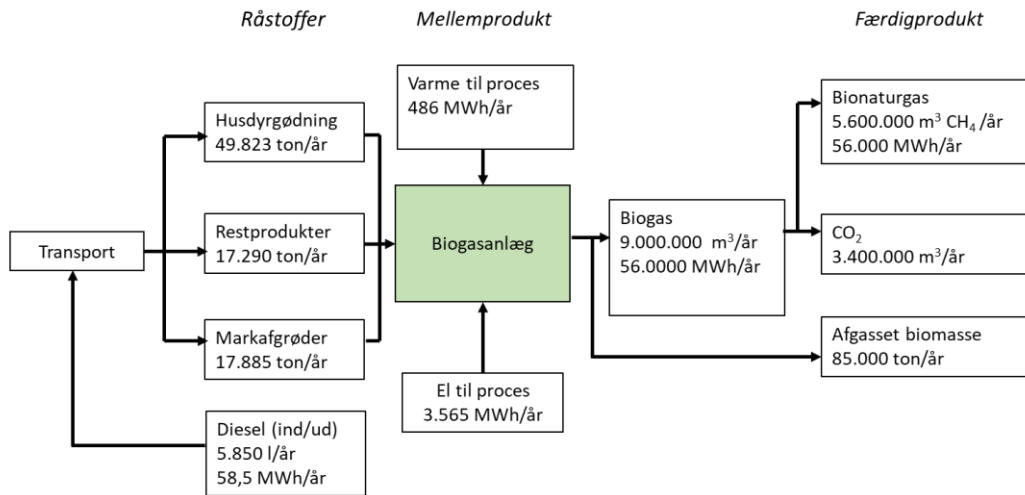 Råstoffer
Mellemprodukt
Færdigprodukt
Husdyrgødning
49.823 ton/år
Varme til proces
486 MWh/år
Bionaturgas
5.600.000 m³ CH₄ /år
56.000 MWh/år
Transport
Restprodukter
17.290 ton/år
Biogasanlæg
Biogas
9.000.000 m³/år
56.0000 MWh/år
CO₂
3.400.000 m³/år
Markafgrøder
17.885 ton/år
El til proces
3.565 MWh/år
Afgasset biomasse
85.000 ton/år
Diesel (ind/ud)
5.850 l/år
58,5 MWh/år